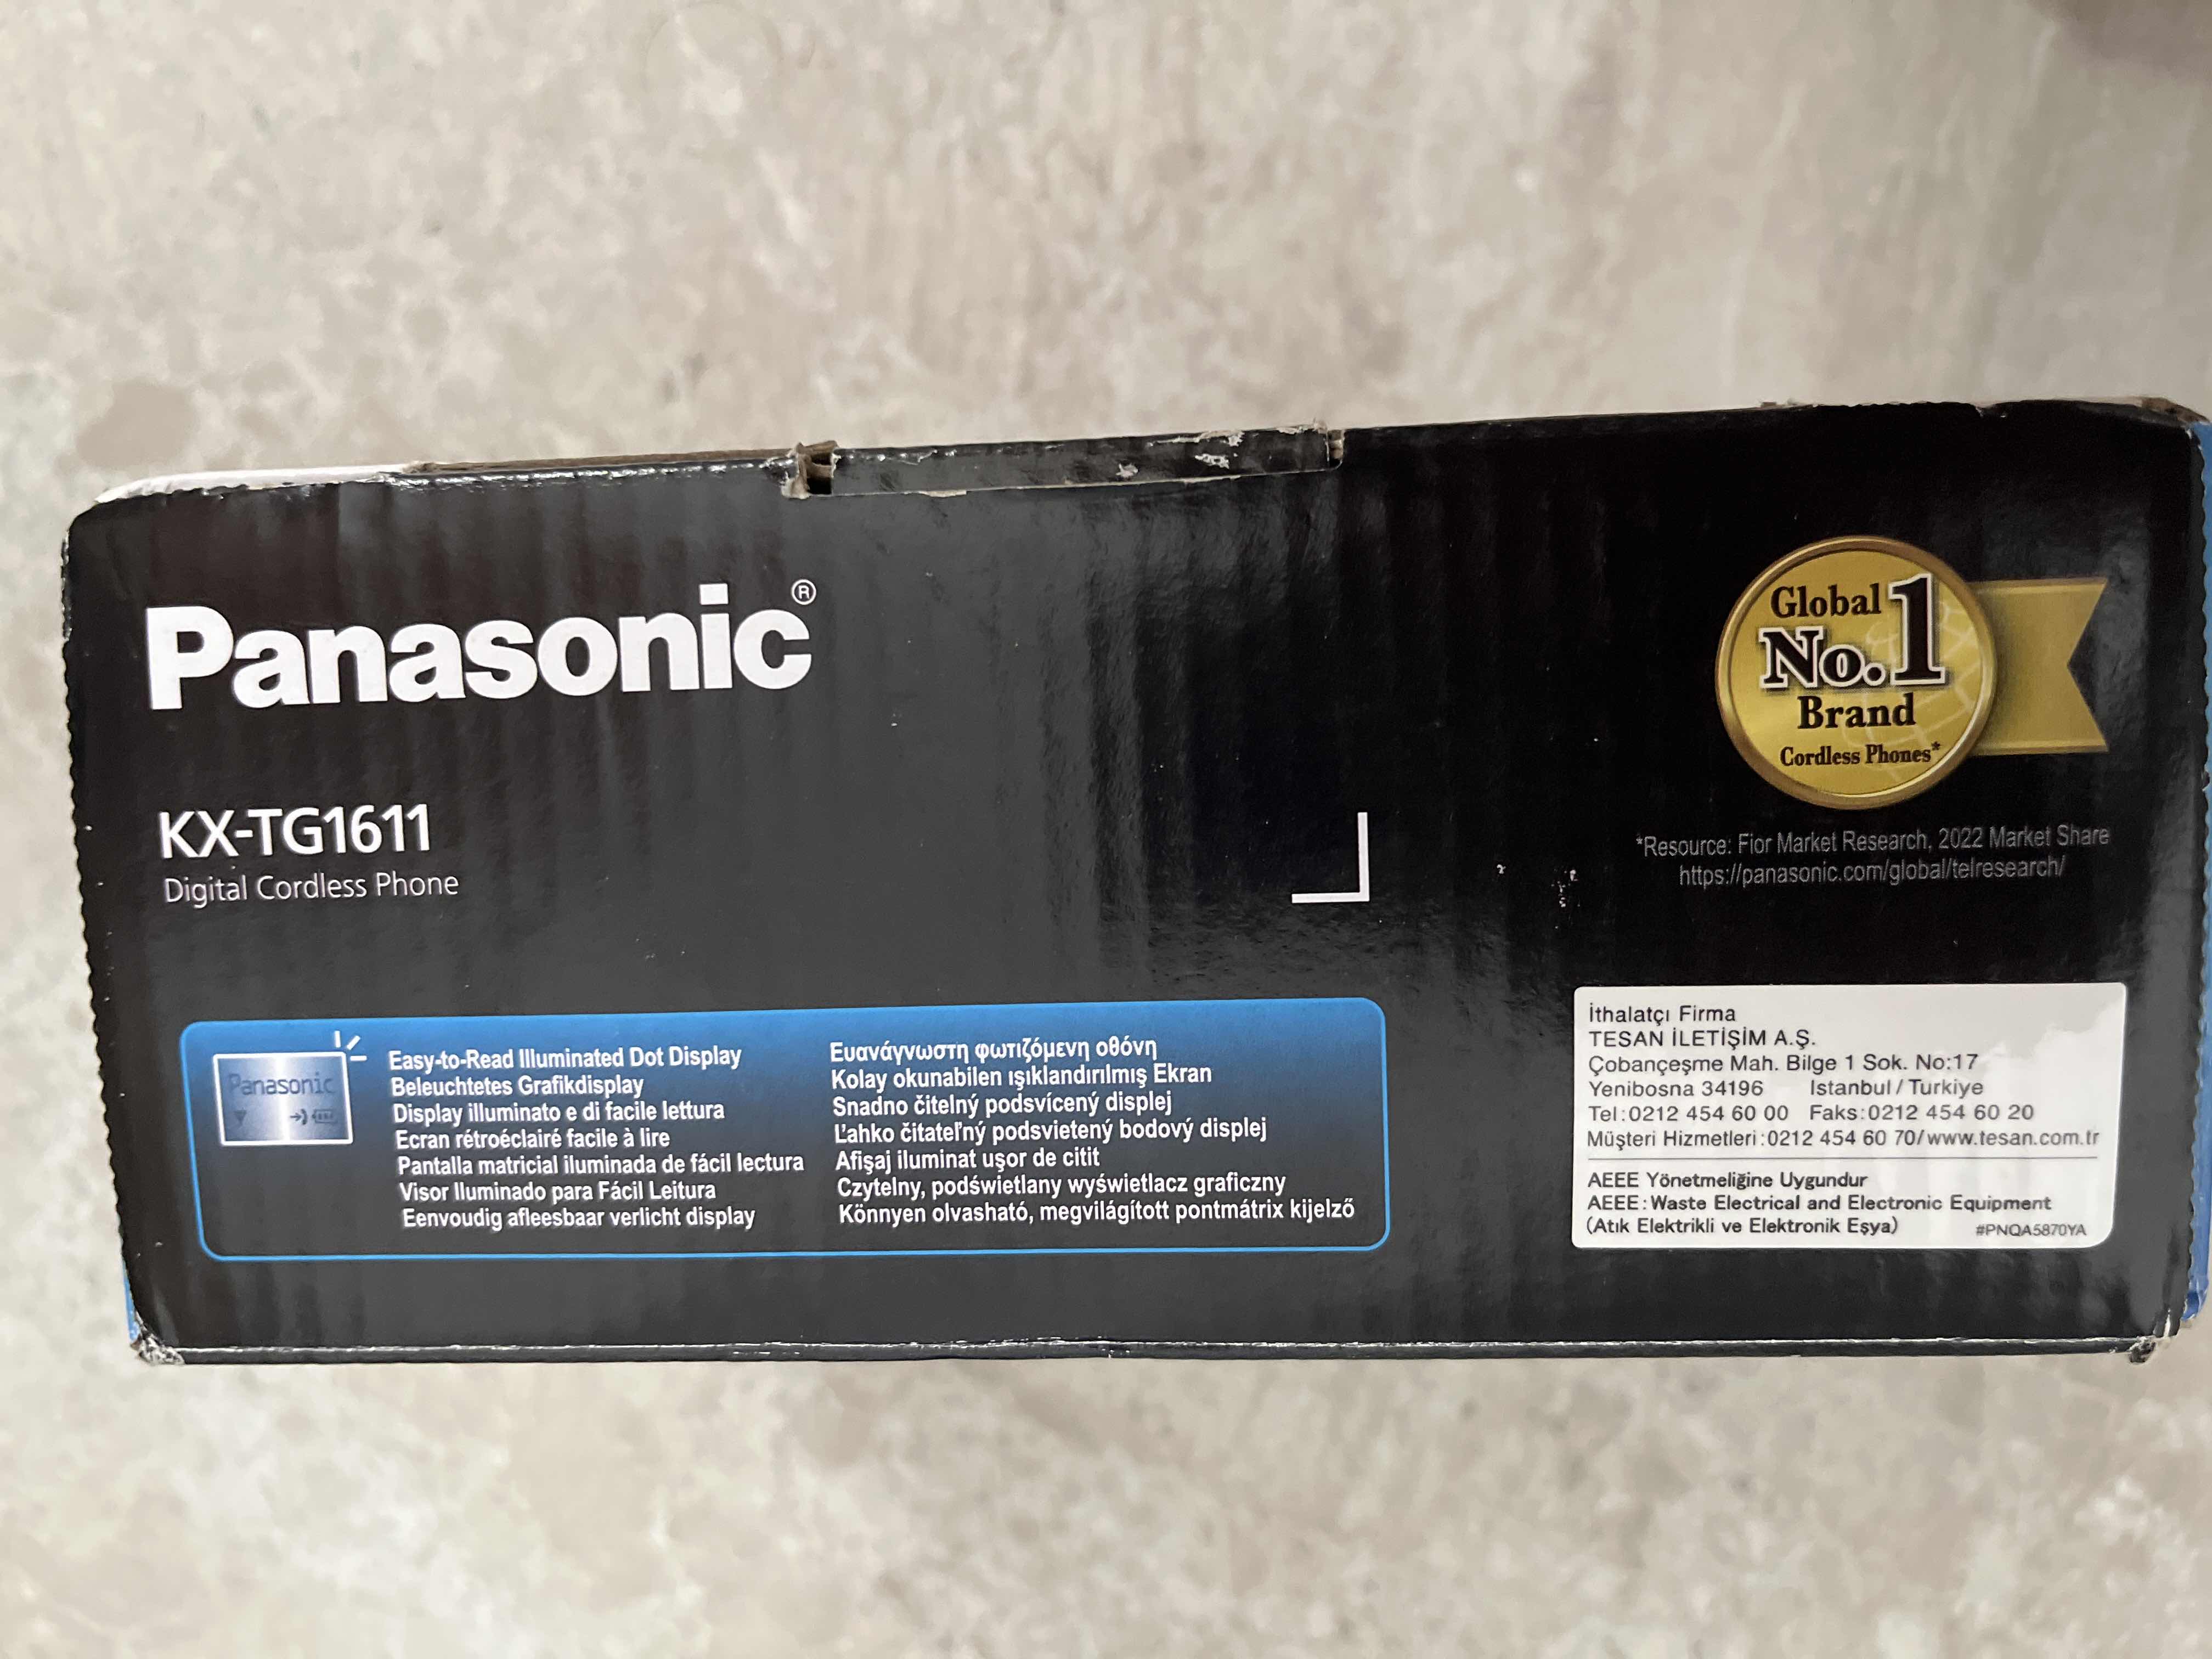 Panasonic®
KX-TG1611
Digital Cordless Phone
Global
No.1
Brand
Cordless Phones*
*Resource: Fior Market Research, 2022 Market Share
https://panasonic.com/global/telresearch/
Panasonic
Easy-to-Read Illuminated Dot Display
Beleuchtetes Grafikdisplay
Display illuminato e di facile lettura
Ecran rétroéclairé facile à lire
Pantalla matricial iluminada de fácil lectura
Visor Iluminado para Fácil Leitura
Eenvoudig afleesbaar verlicht display
Ευανάγνωστη φωτιζόμενη οθόνη
Kolay okunabilen ışıklandırılmış Ekran
Snadno čitelný podsvícený displej
Ľahko čitateľný podsvietený bodový displej
Afişaj iluminat uşor de citit
Czytelny, podświetlany wyświetlacz graficzny
Könnyen olvasható, megvilágított pontmátrix kijelző
İthalatçı Firma
TESAN İLETİŞİM A.Ş.
Çobançeşme Mah. Bilge 1 Sok. No:17
Yenibosna 34196 Istanbul / Turkiye
Tel:0212 454 60 00 Faks:0212 454 60 20
Müşteri Hizmetleri:0212 454 60 70/www.tesan.com.tr
AEEE Yönetmeliğine Uygundur
AEEE: Waste Electrical and Electronic Equipment
(Atık Elektrikli ve Elektronik Eşya) #PNQA5870YA